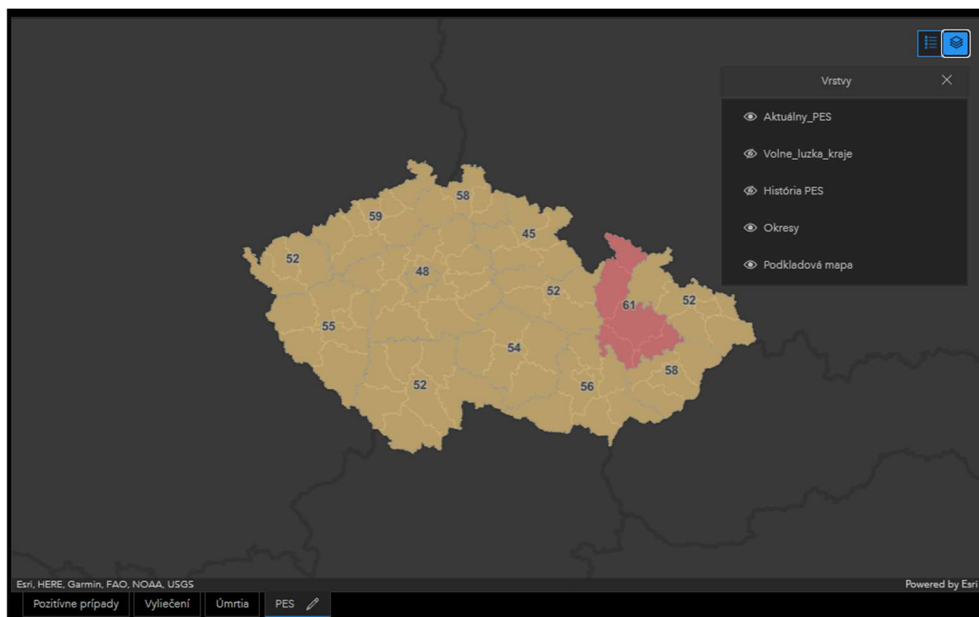 Vrstvy
Aktuálny_PES
Volne_luzka_kraje
História PES
Okresy
Podkladová mapa
58
59
45
52
48
52
52
61
55
54
52
56
58
Esri, HERE, Garmin, FAO, NOAA, USGS
Powered by Esri
Pozitívne prípady
Vyliečení
Úmrtia
PES